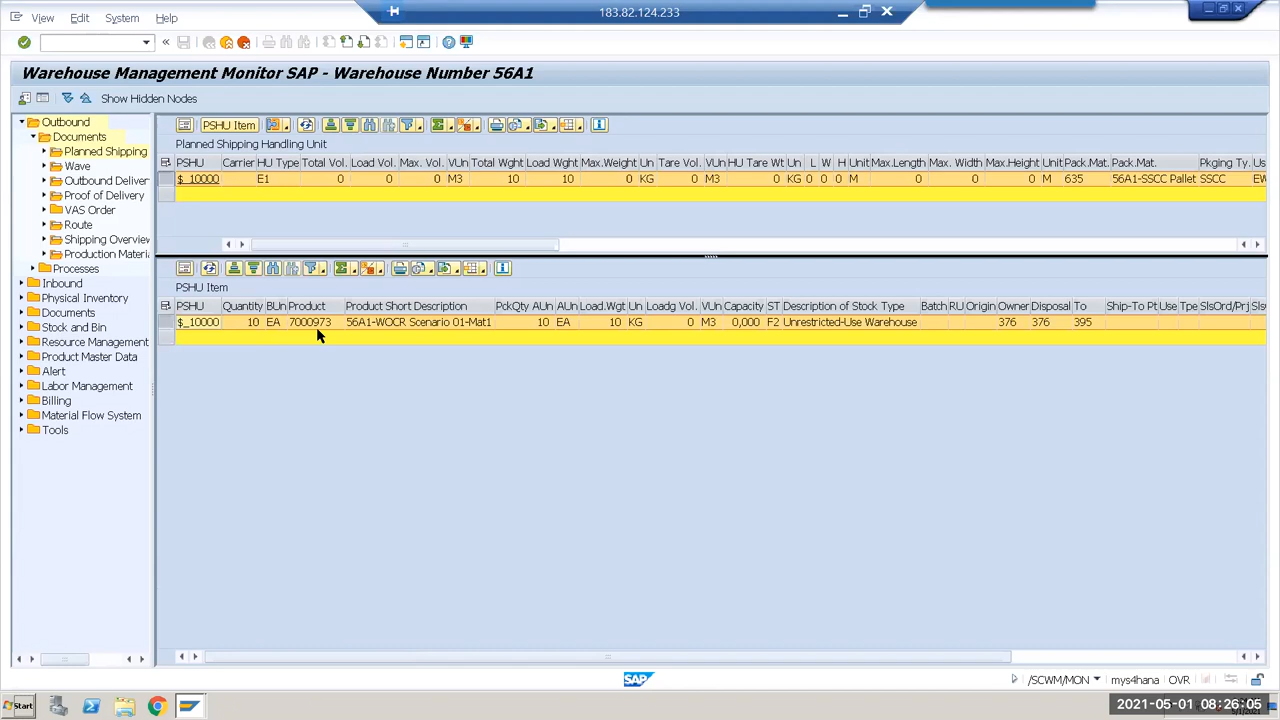 183.82.124.233
View Edit System Help
Warehouse Management Monitor SAP - Warehouse Number 56A1
Show Hidden Nodes
Outbound
Documents
Planned Shipping
Wave
Outbound Deliver
Proof of Delivery
VAS Order
Route
Shipping Overview
Production Materi
Processes
Inbound
Physical Inventory
Documents
Stock and Bin
Resource Management
Product Master Data
Alert
Labor Management
Billing
Material Flow System
Tools
PSHU Item
Planned Shipping Handling Unit
PSHU Carrier HU Type Total Vol. Load Vol. Max. Vol. VUn Total Wght Load Wght Max.Weight Un Tare Vol. VUn HU Tare Wt Un L W H Unit Max.Length Max. Width Max.Height Unit Pack.Mat. Pack.Mat. Pkging Ty. Us
$_10000 E1 0 0 0 M3 10 10 0 KG 0 M3 0 KG 0 0 0 M 0 0 0 M 635 56A1-SSCC Pallet SSCC EW
PSHU Item
PSHU Quantity BUn Product Product Short Description PckQty AUn AUn Load.Wgt Un Loadg Vol. VUn Capacity ST Description of Stock Type Batch RU Origin Owner Disposal To Ship-To Pt Use Type SlsOrd/Prj Sls
$_10000 10 EA 7000973 56A1-WOCR Scenario 01-Mat1 10 EA 10 KG 0 M3 0,000 F2 Unrestricted-Use Warehouse 376 376 395
SAP
/SCWM/MON mys4hana OVR
Start
2021-05-01 08:26:05